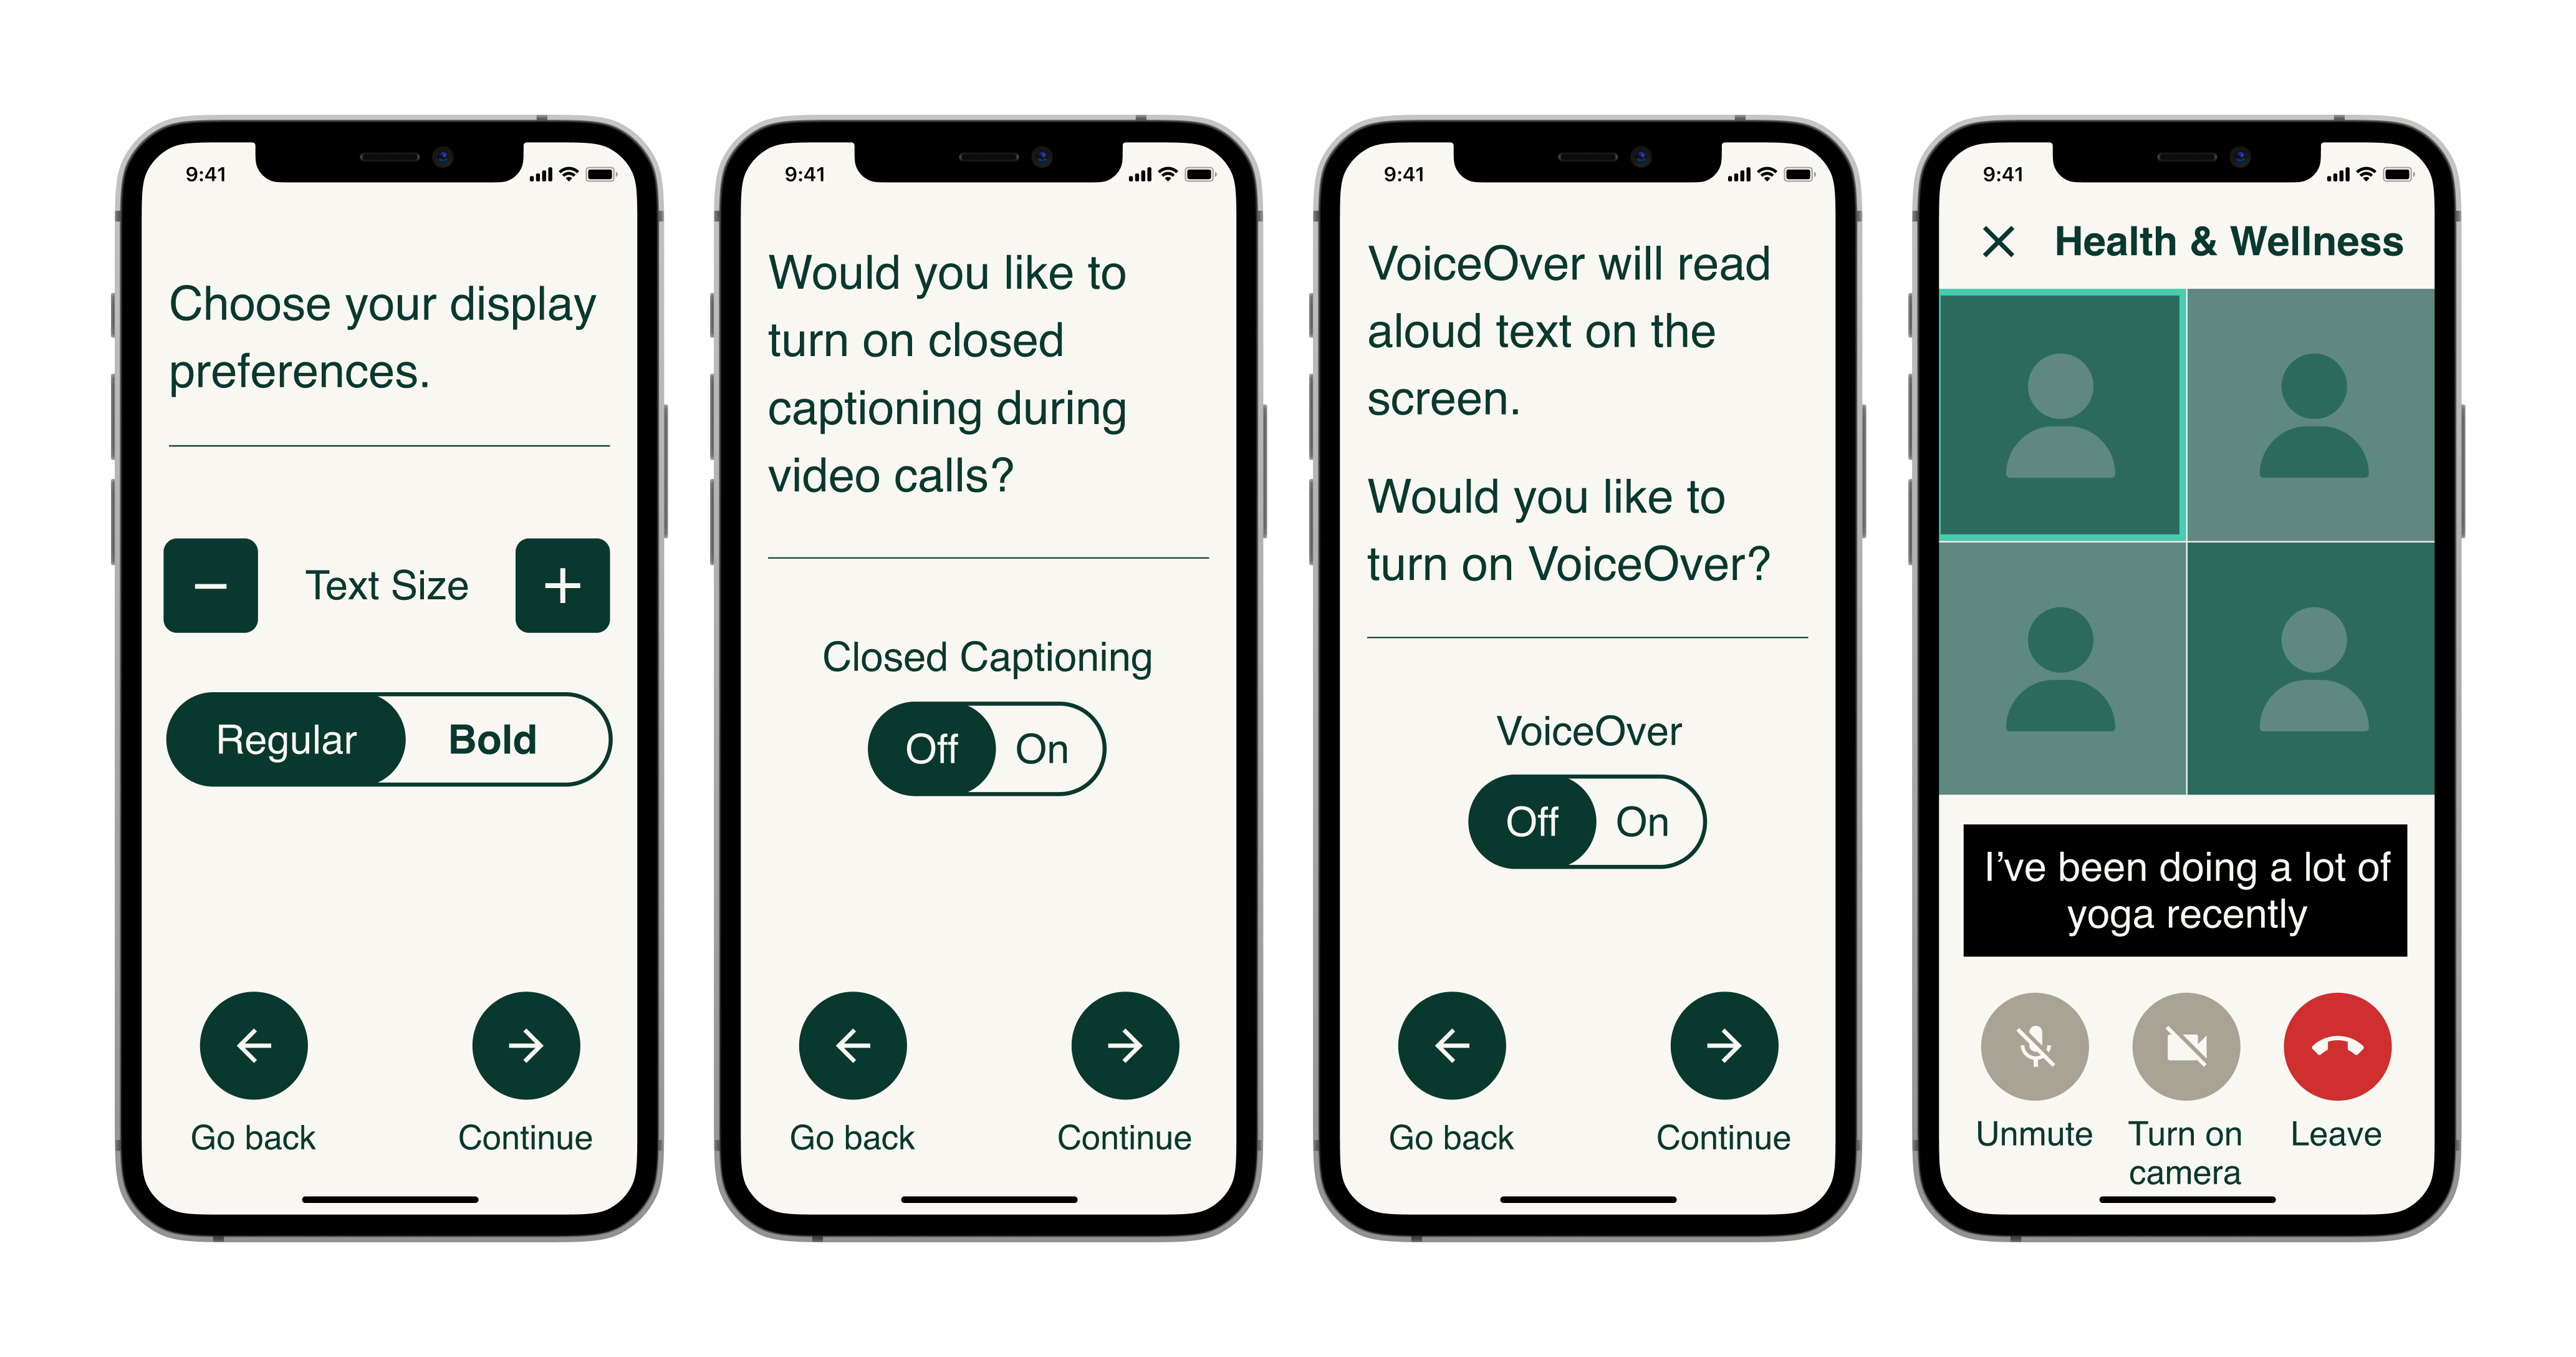 9:41
Choose your display
preferences.
− Text Size +
Regular Bold
Go back Continue
9:41
Would you like to
turn on closed
captioning during
video calls?
Closed Captioning
Off On
Go back Continue
9:41
VoiceOver will read
aloud text on the
screen.
Would you like to
turn on VoiceOver?
VoiceOver
Off On
Go back Continue
9:41
Health & Wellness
I’ve been doing a lot of
yoga recently
Unmute Turn on Leave
camera